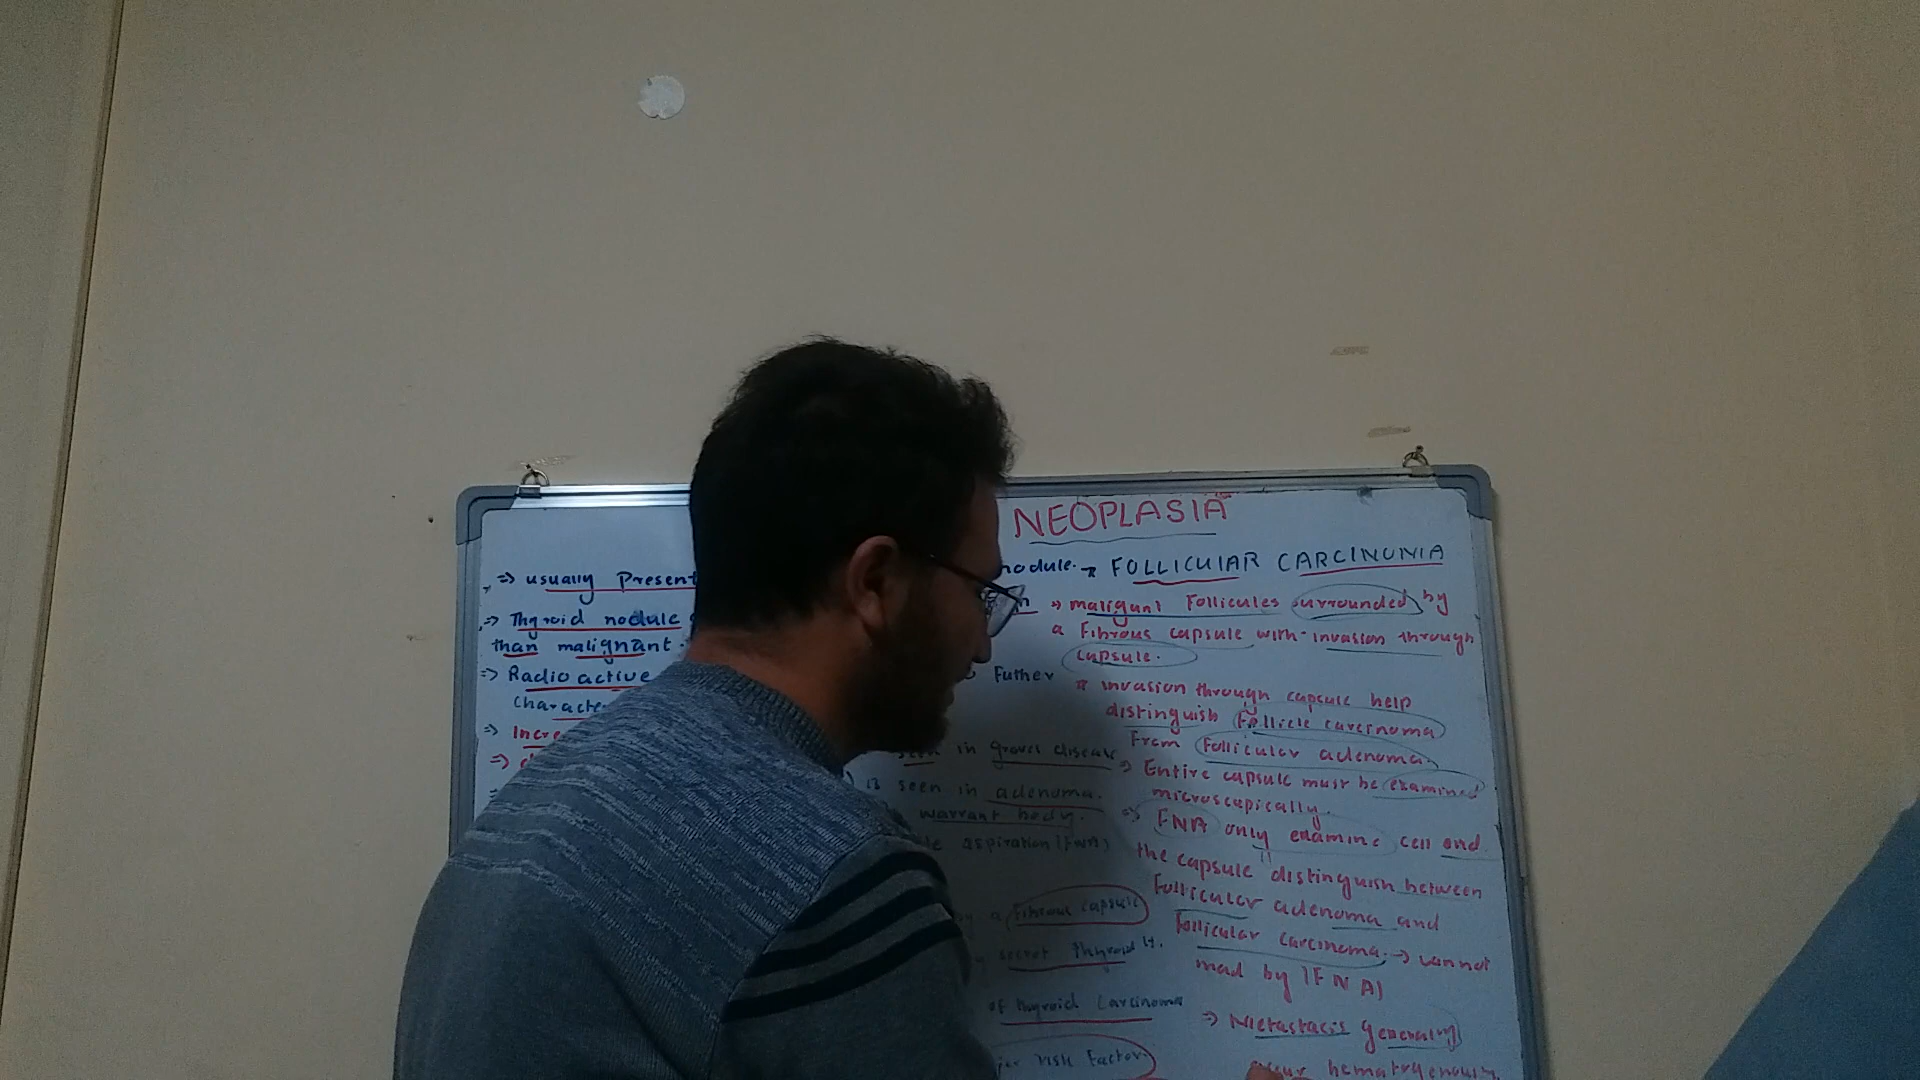 NEOPLASIA
=> usually Present
=> Thyroid nodule
than malignant.
=> Radio active
characte
=> Incre
=>
nodule.
Futher
seen in graves disease
is seen in adenoma.
warrant body.
aspiration (FNA)
by a Fibrous capsule
secret Thyroid H.
of thyroid Carcinoma
risk Factor
→ FOLLICULAR CARCINOMIA
=> maligant Follicules surrounded by
a Fibrous capsule with invasion through
capsule.
invasion through capsule help
distinguish Follicle carcinoma
From Follicular adenoma.
=> Entire capsule must be examined
microscopically.
=> FNA only examine cell and
the capsule distinguish between
Follicular adenoma and
Follicular carcinoma. → cannot
mad by (FNA)
=> Metastasis generally
occur hematogenously.